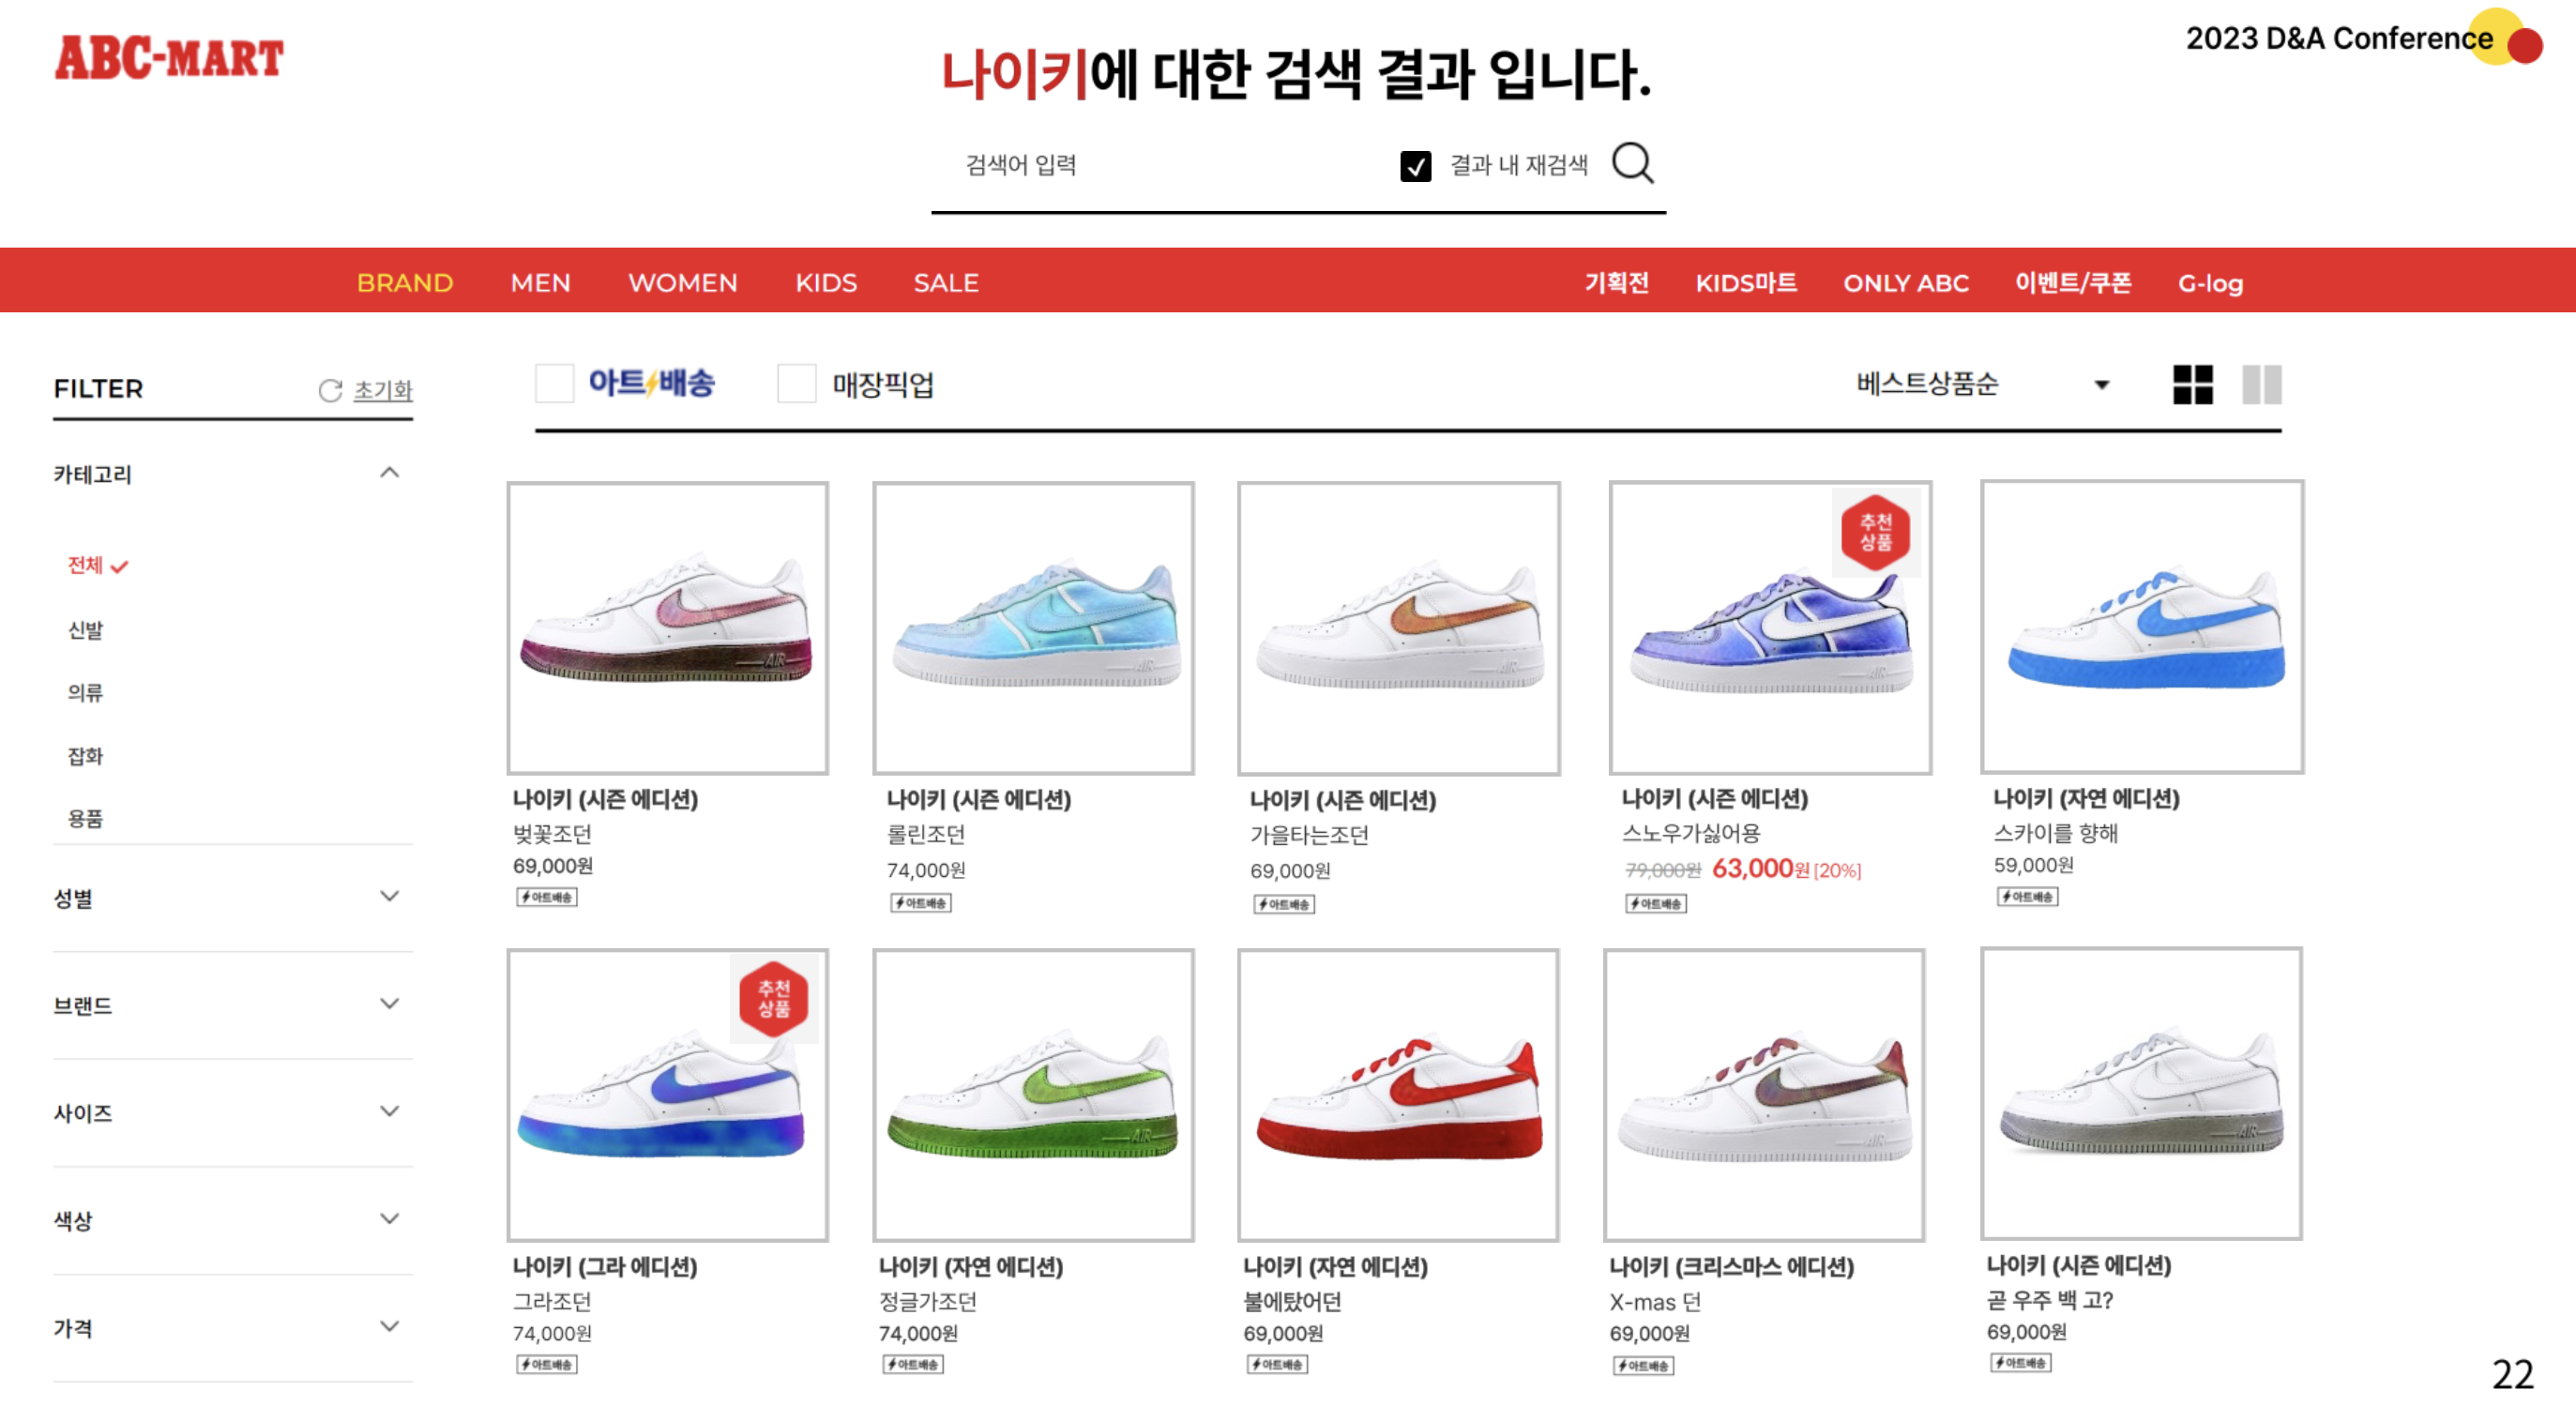 ABC-MART
나이키에 대한 검색 결과 입니다.
2023 D&A Conference
검색어 입력
결과 내 재검색
BRAND MEN WOMEN KIDS SALE 기획전 KIDS마트 ONLY ABC 이벤트/쿠폰 G-log
FILTER 초기화
아트배송 매장픽업 베스트상품순
카테고리
전체
신발
의류
잡화
용품
성별
브랜드
사이즈
색상
가격
AIR
나이키 (시즌 에디션)
벚꽃조던
69,000원
아트배송
AIR
나이키 (시즌 에디션)
롤린조던
74,000원
아트배송
AIR
나이키 (시즌 에디션)
가을타는조던
69,000원
아트배송
추천
상품
AIR
나이키 (시즌 에디션)
스노우가싫어용
79,000원 63,000원 [20%]
아트배송
나이키 (자연 에디션)
스카이를 향해
59,000원
아트배송
추천
상품
나이키 (그라 에디션)
그라조던
74,000원
아트배송
AIR
나이키 (자연 에디션)
정글가조던
74,000원
아트배송
나이키 (자연 에디션)
불에탔어던
69,000원
아트배송
AIR
나이키 (크리스마스 에디션)
X-mas 던
69,000원
아트배송
AIR
나이키 (시즌 에디션)
곧 우주 백 고?
69,000원
아트배송
22